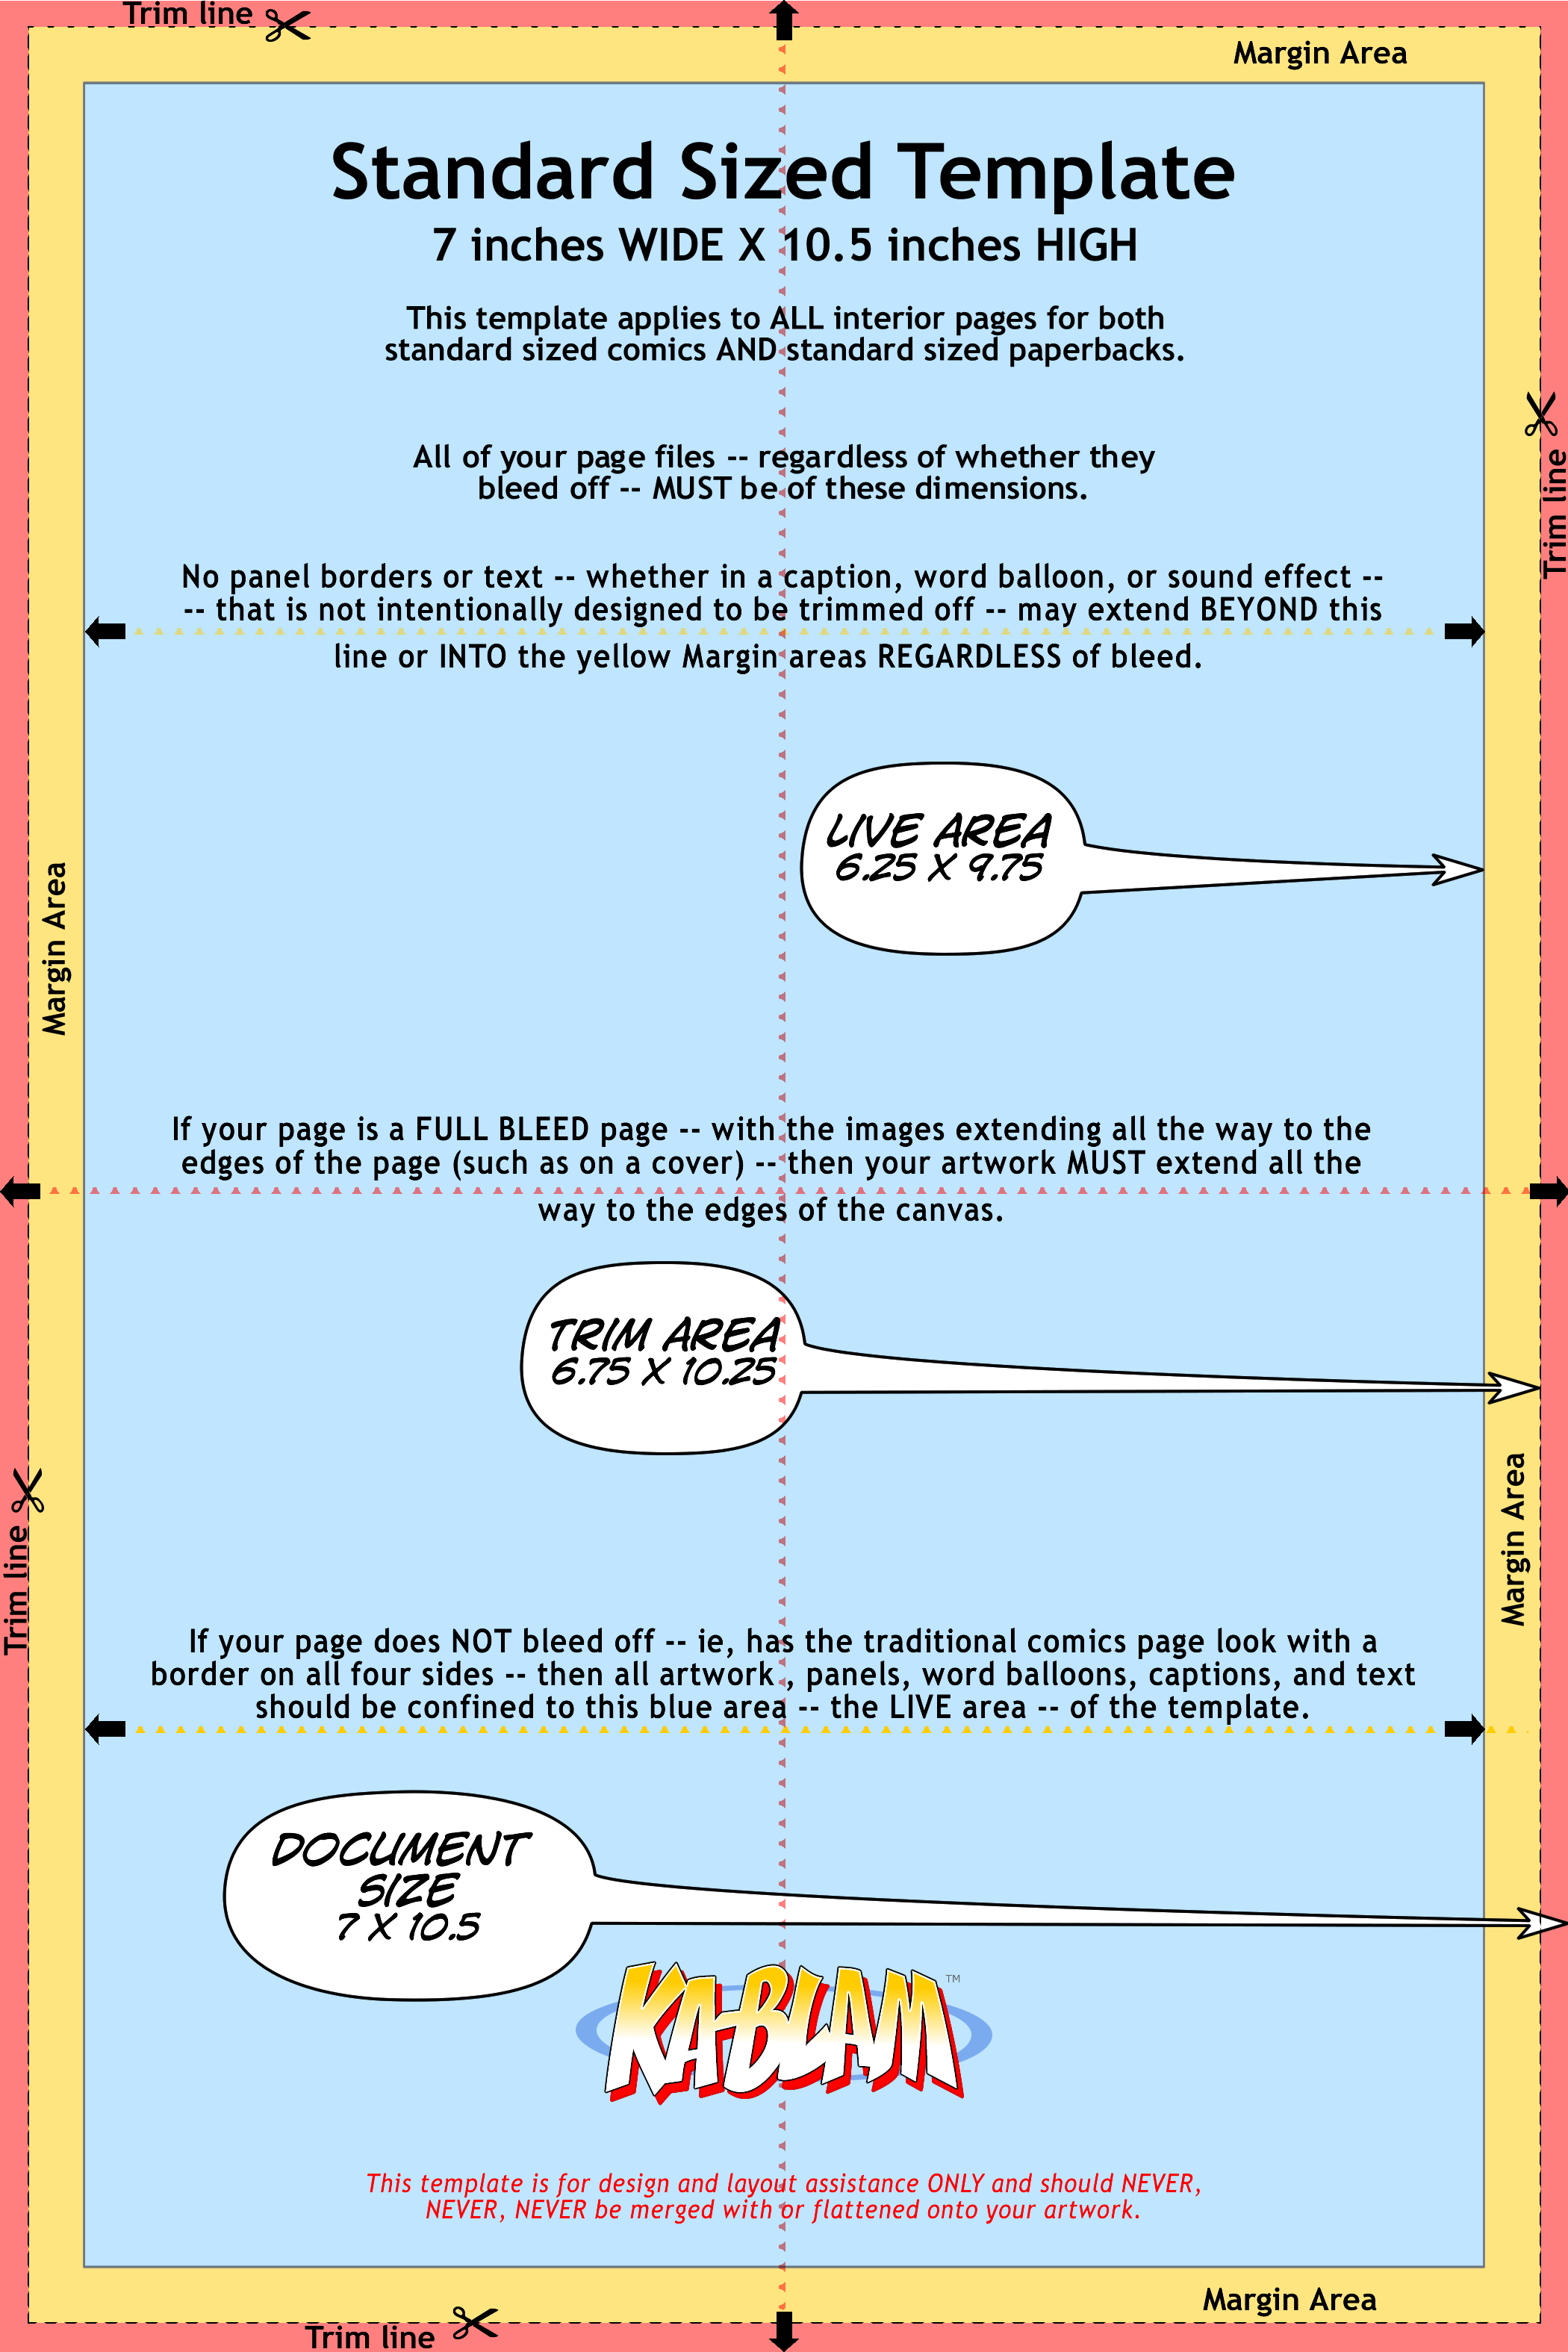 Trim line
Margin Area
Standard Sized Template
7 inches WIDE X 10.5 inches HIGH
This template applies to ALL interior pages for both
standard sized comics AND standard sized paperbacks.
All of your page files -- regardless of whether they
bleed off -- MUST be of these dimensions.
Trim line
No panel borders or text -- whether in a caption, word balloon, or sound effect --
-- that is not intentionally designed to be trimmed off -- may extend BEYOND this
line or INTO the yellow Margin areas REGARDLESS of bleed.
LIVE AREA
6.25 X 9.75
Margin Area
If your page is a FULL BLEED page -- with the images extending all the way to the
edges of the page (such as on a cover) -- then your artwork MUST extend all the
way to the edges of the canvas.
TRIM AREA
6.75 X 10.25
Margin Area
Trim line
If your page does NOT bleed off -- ie, has the traditional comics page look with a
border on all four sides -- then all artwork , panels, word balloons, captions, and text
should be confined to this blue area -- the LIVE area -- of the template.
DOCUMENT
SIZE
7 X 10.5
KA-BLAM TM
This template is for design and layout assistance ONLY and should NEVER,
NEVER, NEVER be merged with or flattened onto your artwork.
Margin Area
Trim line